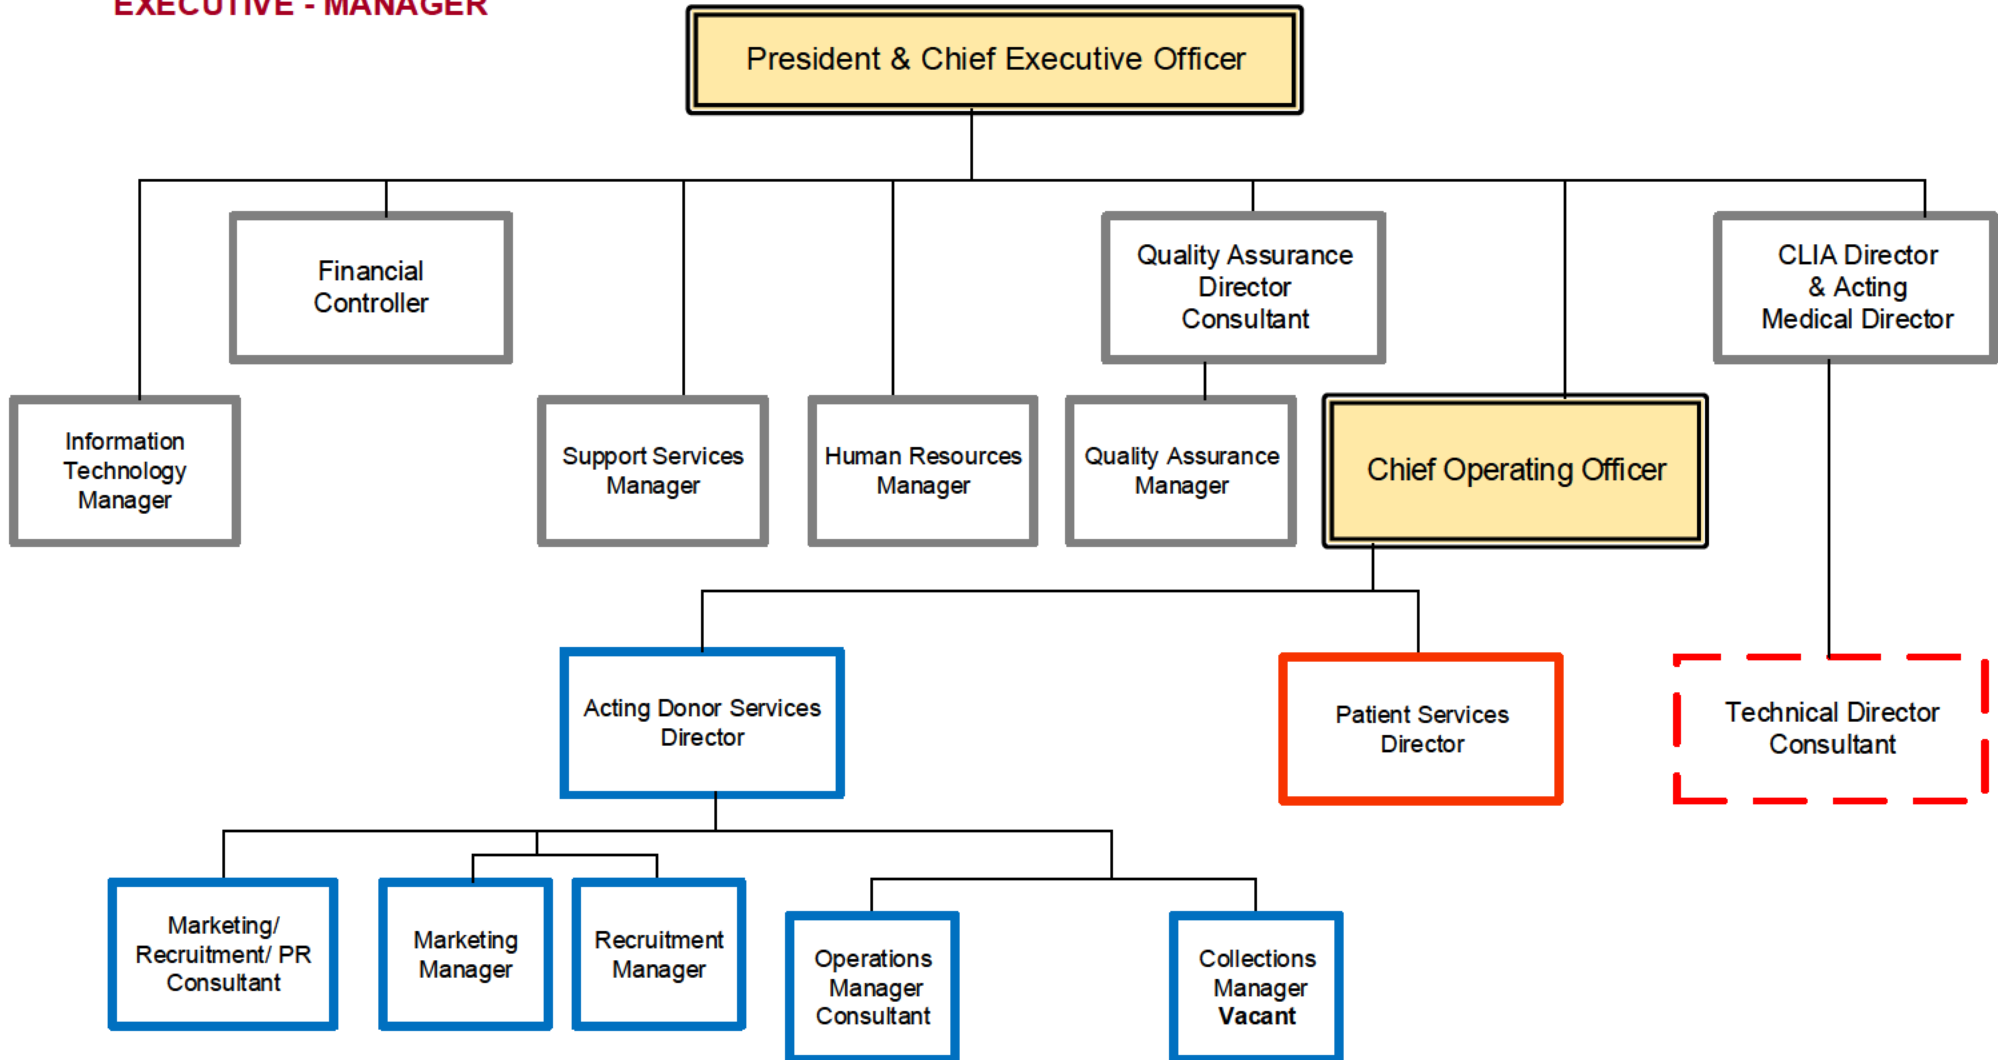 EXECUTIVE - MANAGER
President & Chief Executive Officer
Financial
Controller
Quality Assurance
Director
Consultant
CLIA Director
& Acting
Medical Director
Information
Technology
Manager
Support Services
Manager
Human Resources
Manager
Quality Assurance
Manager
Chief Operating Officer
Acting Donor Services
Director
Patient Services
Director
Technical Director
Consultant
Marketing/
Recruitment/ PR
Consultant
Marketing
Manager
Recruitment
Manager
Operations
Manager
Consultant
Collections
Manager
Vacant